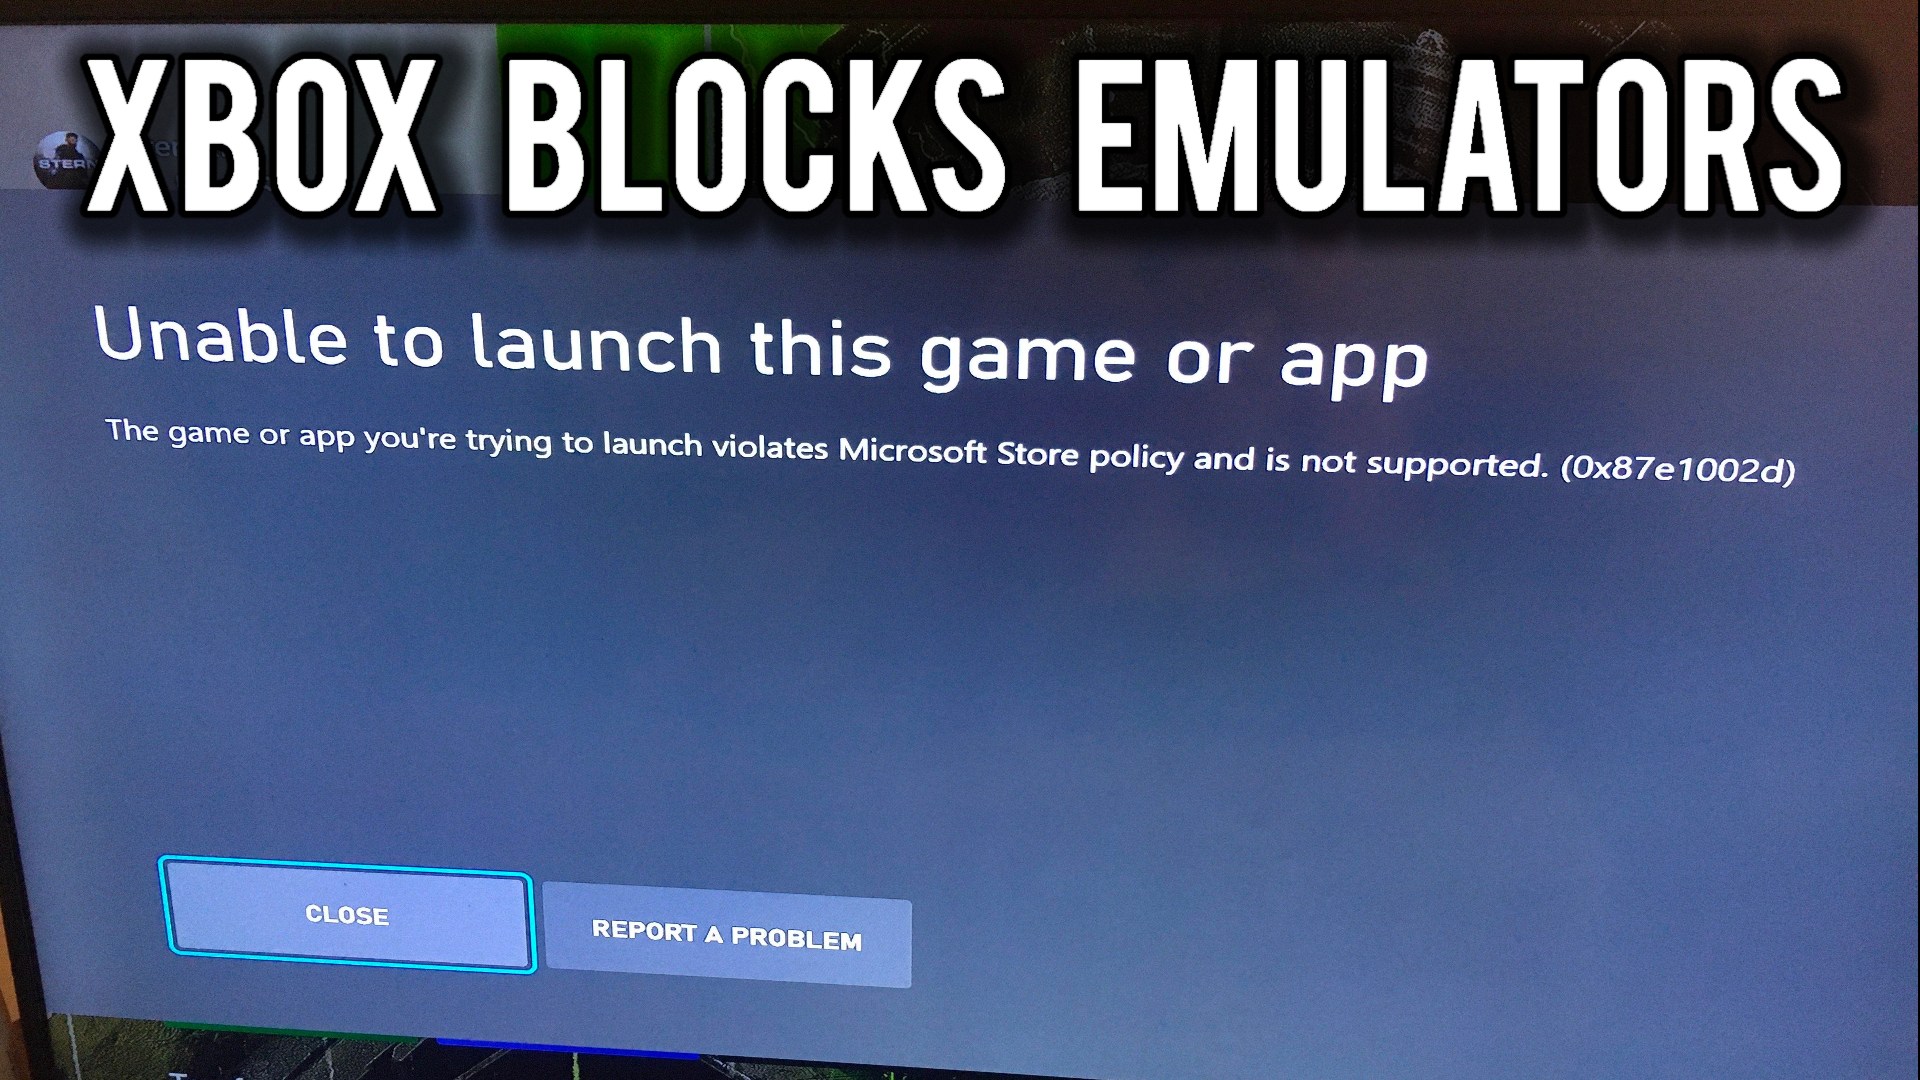 XBOX BLOCKS EMULATORS
STERN
Unable to launch this game or app
The game or app you're trying to launch violates Microsoft Store policy and is not supported. (0x87e1002d)
CLOSE
REPORT A PROBLEM